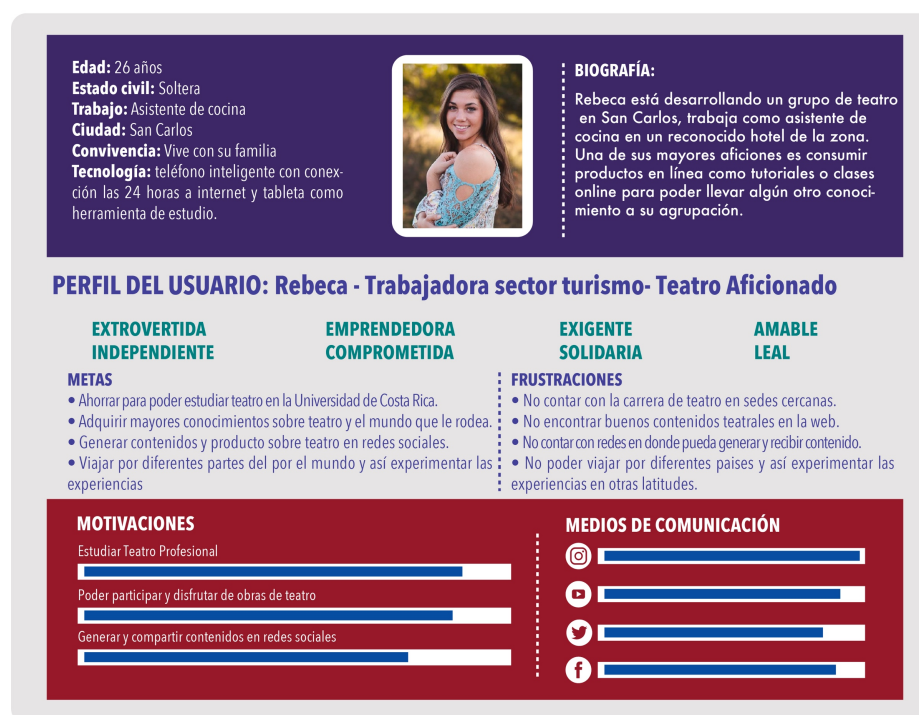 Edad: 26 años
Estado civil: Soltera
Trabajo: Asistente de cocina
Ciudad: San Carlos
Convivencia: Vive con su familia
Tecnología: teléfono inteligente con conex-
ción las 24 horas a internet y tableta como
herramienta de estudio.
BIOGRAFÍA:
Rebeca está desarrollando un grupo de teatro
en San Carlos, trabaja como asistente de
cocina en un reconocido hotel de la zona.
Una de sus mayores aficiones es consumir
productos en línea como tutoriales o clases
online para poder llevar algún otro conoci-
miento a su agrupación.
PERFIL DEL USUARIO: Rebeca - Trabajadora sector turismo- Teatro Aficionado
EXTROVERTIDA
INDEPENDIENTE
EMPRENDEDORA
COMPROMETIDA
EXIGENTE
SOLIDARIA
AMABLE
LEAL
METAS
• Ahorrar para poder estudiar teatro en la Universidad de Costa Rica.
• Adquirir mayores conocimientos sobre teatro y el mundo que le rodea.
• Generar contenidos y producto sobre teatro en redes sociales.
• Viajar por diferentes partes del por el mundo y así experimentar las
experiencias
FRUSTRACIONES
• No contar con la carrera de teatro en sedes cercanas.
• No encontrar buenos contenidos teatrales en la web.
• No contar con redes en donde pueda generar y recibir contenido.
• No poder viajar por diferentes paises y así experimentar las
experiencias en otras latitudes.
MOTIVACIONES
Estudiar Teatro Profesional
Poder participar y disfrutar de obras de teatro
Generar y compartir contenidos en redes sociales
MEDIOS DE COMUNICACIÓN